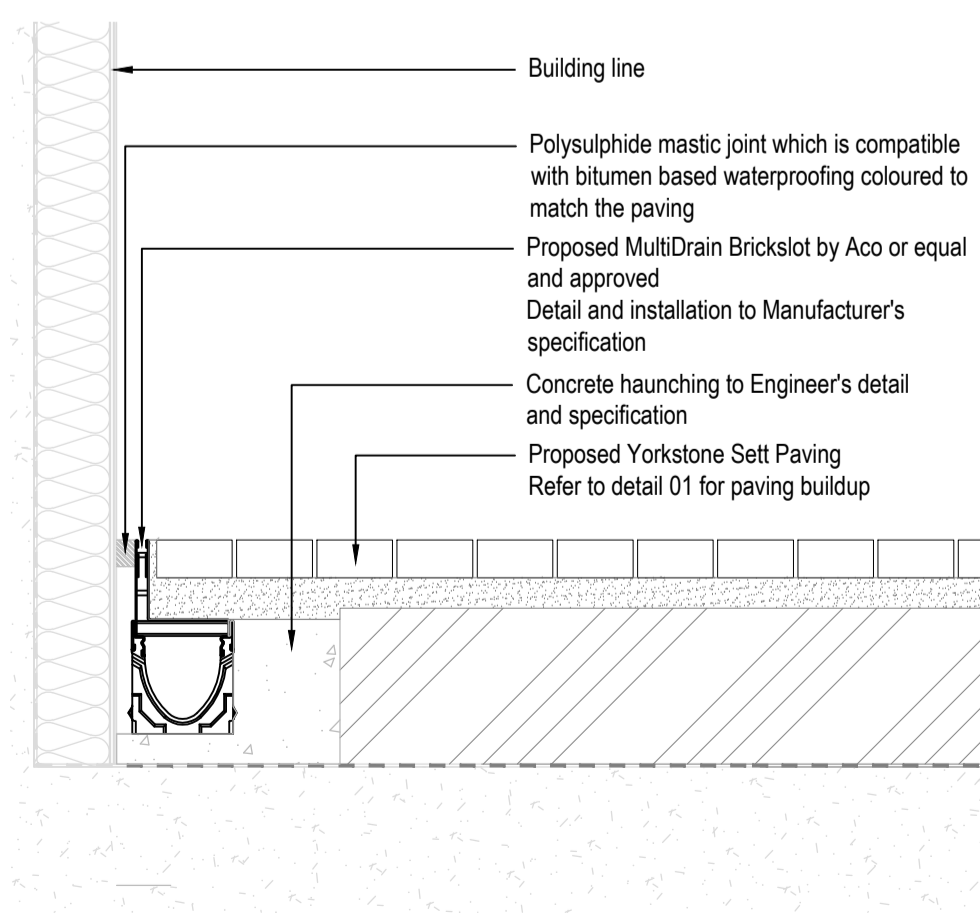 Building line
Polysulphide mastic joint which is compatible
with bitumen based waterproofing coloured to
match the paving
Proposed MultiDrain Brickslot by Aco or equal
and approved
Detail and installation to Manufacturer's
specification
Concrete haunching to Engineer's detail
and specification
Proposed Yorkstone Sett Paving
Refer to detail 01 for paving buildup